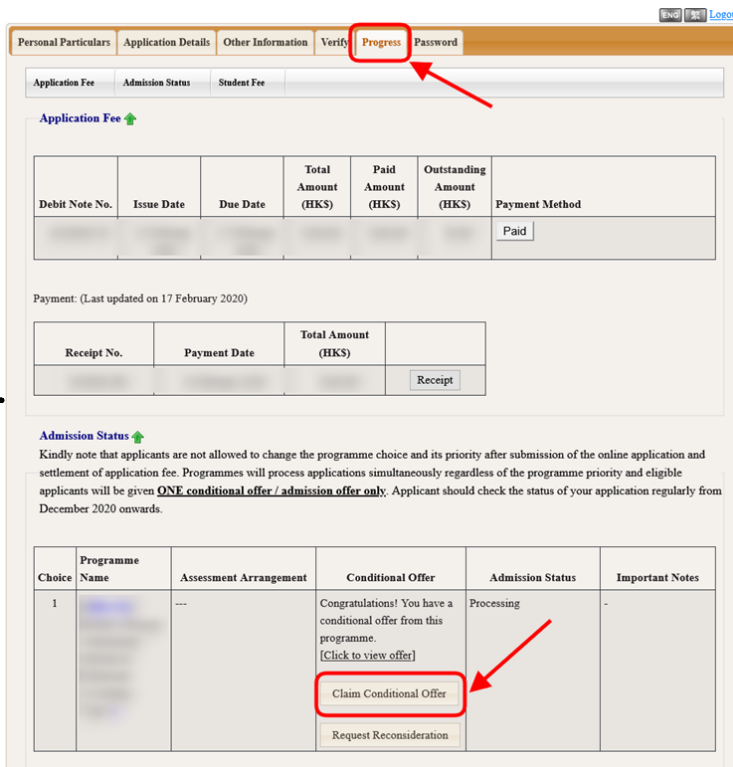 ENG 繁 Logout
Personal Particulars Application Details Other Information Verify Progress Password
Application Fee Admission Status Student Fee
Application Fee
Debit Note No. Issue Date Due Date Total Amount (HK$) Paid Amount (HK$) Outstanding Amount (HK$) Payment Method
Paid
Payment: (Last updated on 17 February 2020)
Receipt No. Payment Date Total Amount (HK$)
Receipt
Admission Status
Kindly note that applicants are not allowed to change the programme choice and its priority after submission of the online application and
settlement of application fee. Programmes will process applications simultaneously regardless of the programme priority and eligible
applicants will be given ONE conditional offer / admission offer only. Applicant should check the status of your application regularly from
December 2020 onwards.
Choice Programme Name Assessment Arrangement Conditional Offer Admission Status Important Notes
1 --- Congratulations! You have a Processing -
conditional offer from this
programme.
[Click to view offer]
Claim Conditional Offer
Request Reconsideration